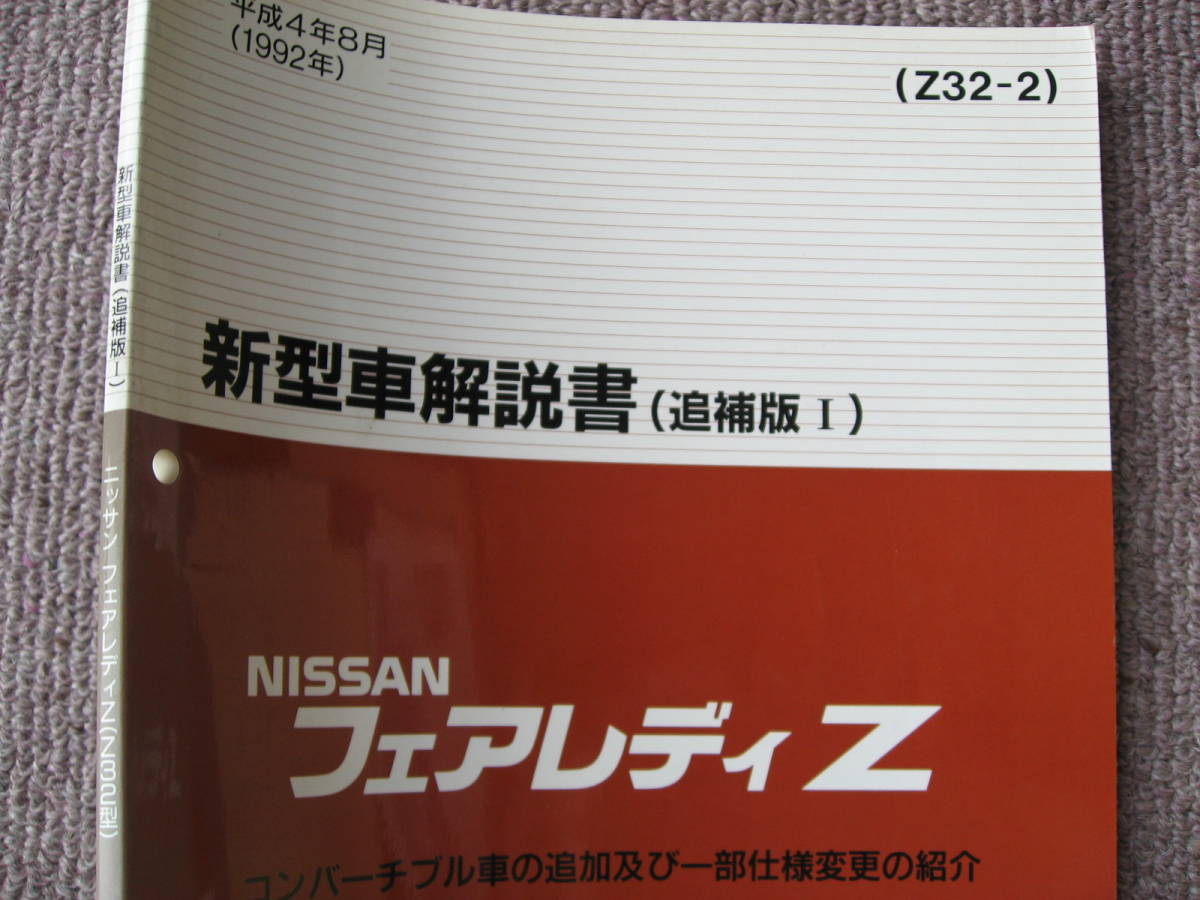 平成4年8月
(1992年)
(Z32-2)
新型車解説書(追補版Ⅰ)
NISSAN
フェアレディZ
コンバーチブル車の追加及び一部仕様変更の紹介
新型車解説書(追補版Ⅰ)
ニッサン フェアレディZ(Z32型)